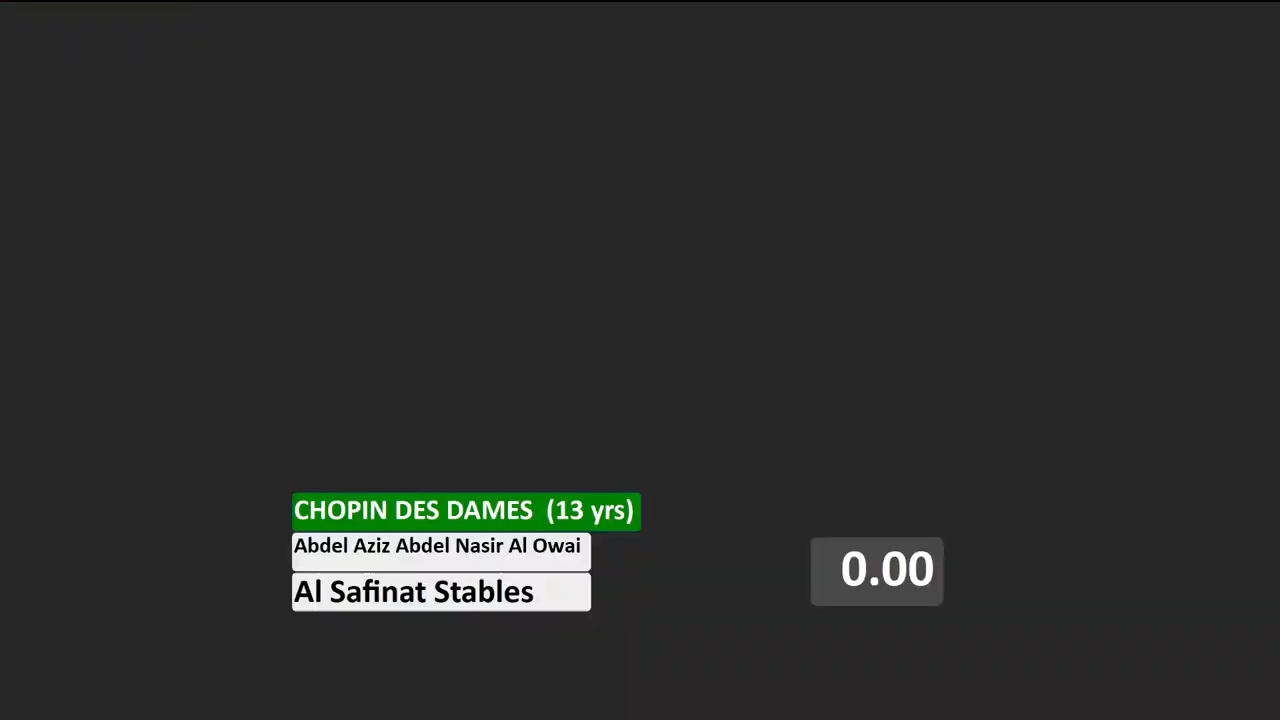 CHOPIN DES DAMES (13 yrs)
Abdel Aziz Abdel Nasir Al Owai
Al Safinat Stables
0.00